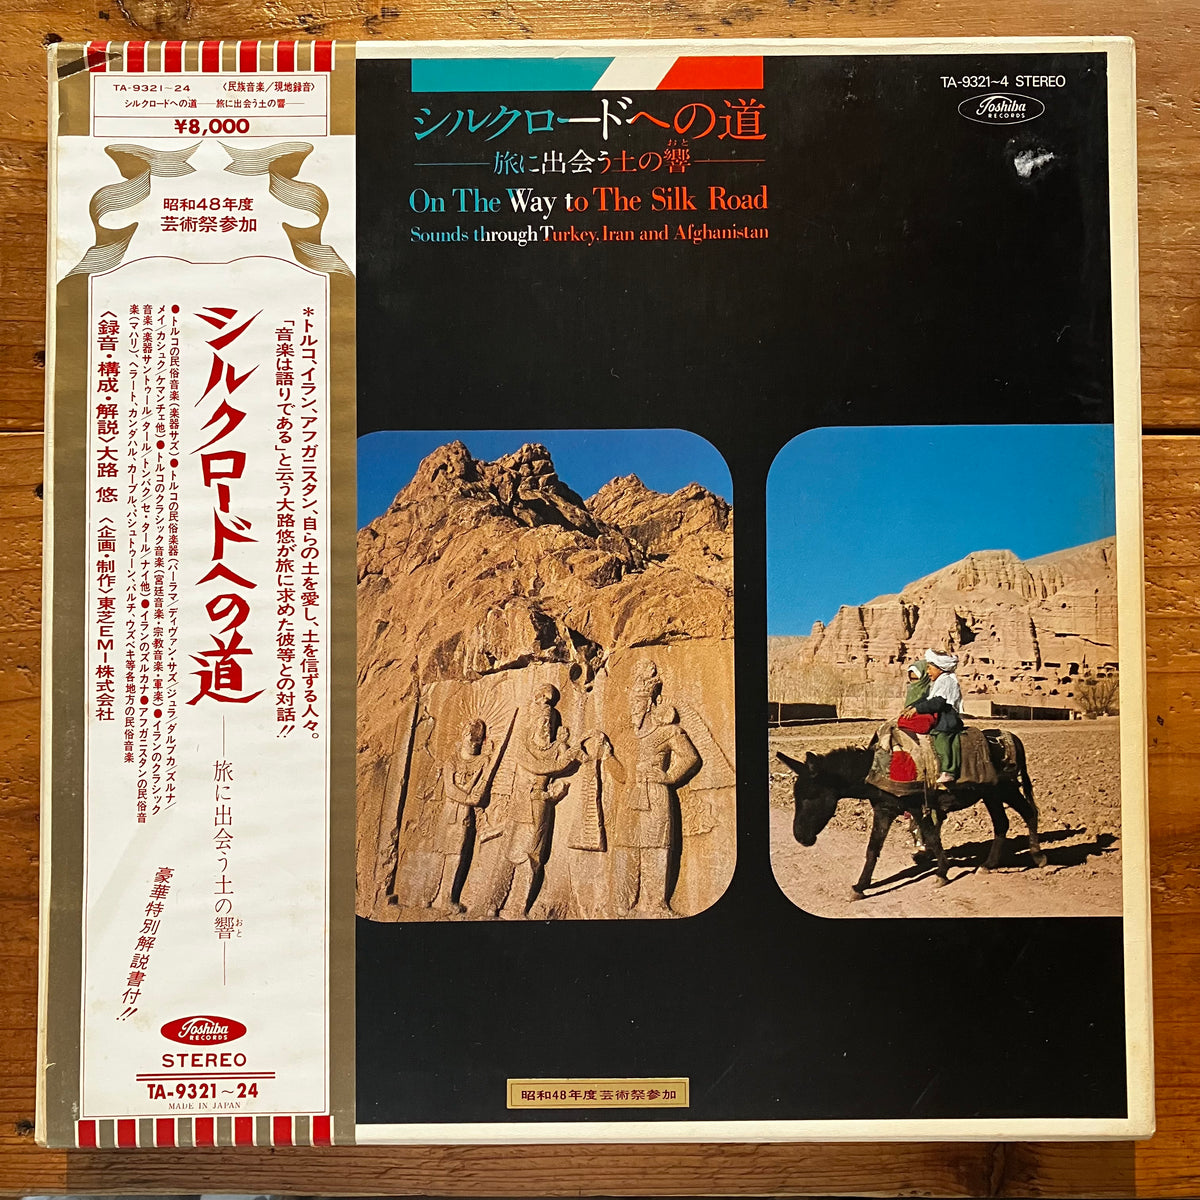 TA-9321~24 〈民族音楽/現地録音〉
シルクロードへの道——旅に出会う土の響——
¥8,000
昭和48年度
芸術祭参加
*トルコ、イラン、アフガニスタン、自らの土を愛し、土を信ずる人々。
「音楽は語りである」と云う大路悠が旅に求めた彼等との対話!!
シルクロードへの道
——旅に出会う土の響——
おと
●トルコの民俗音楽(楽器サズ)●トルコの民俗楽器(バーラマ/ディヴァン・サズ/ジュラ/ダルブカ/ズルナ/
メイ/カシュク/ケマンチェ他)●トルコのクラシック音楽(宮廷音楽・宗教音楽・軍楽)●イランのクラシック
音楽(楽器サントゥール/タール/トンバク/セ・タール/ナイ他)●イランのズルカナ●アフガニスタンの民俗音
楽(マハリ)、ヘラート、カンダハル、カーブル、パシュトゥーン、バルチ、ウズベキ等各地方の民俗音楽
〈録音・構成・解説〉大路 悠 〈企画・制作〉東芝EMI株式会社
豪華特別解説書付!!
Toshiba
RECORDS
STEREO
TA-9321~24
MADE IN JAPAN
シルクロードへの道
おと
——旅に出会う土の響——
On The Way to The Silk Road
Sounds through Turkey, Iran and Afghanistan
TA-9321~4 STEREO
Toshiba
RECORDS
昭和48年度芸術祭参加